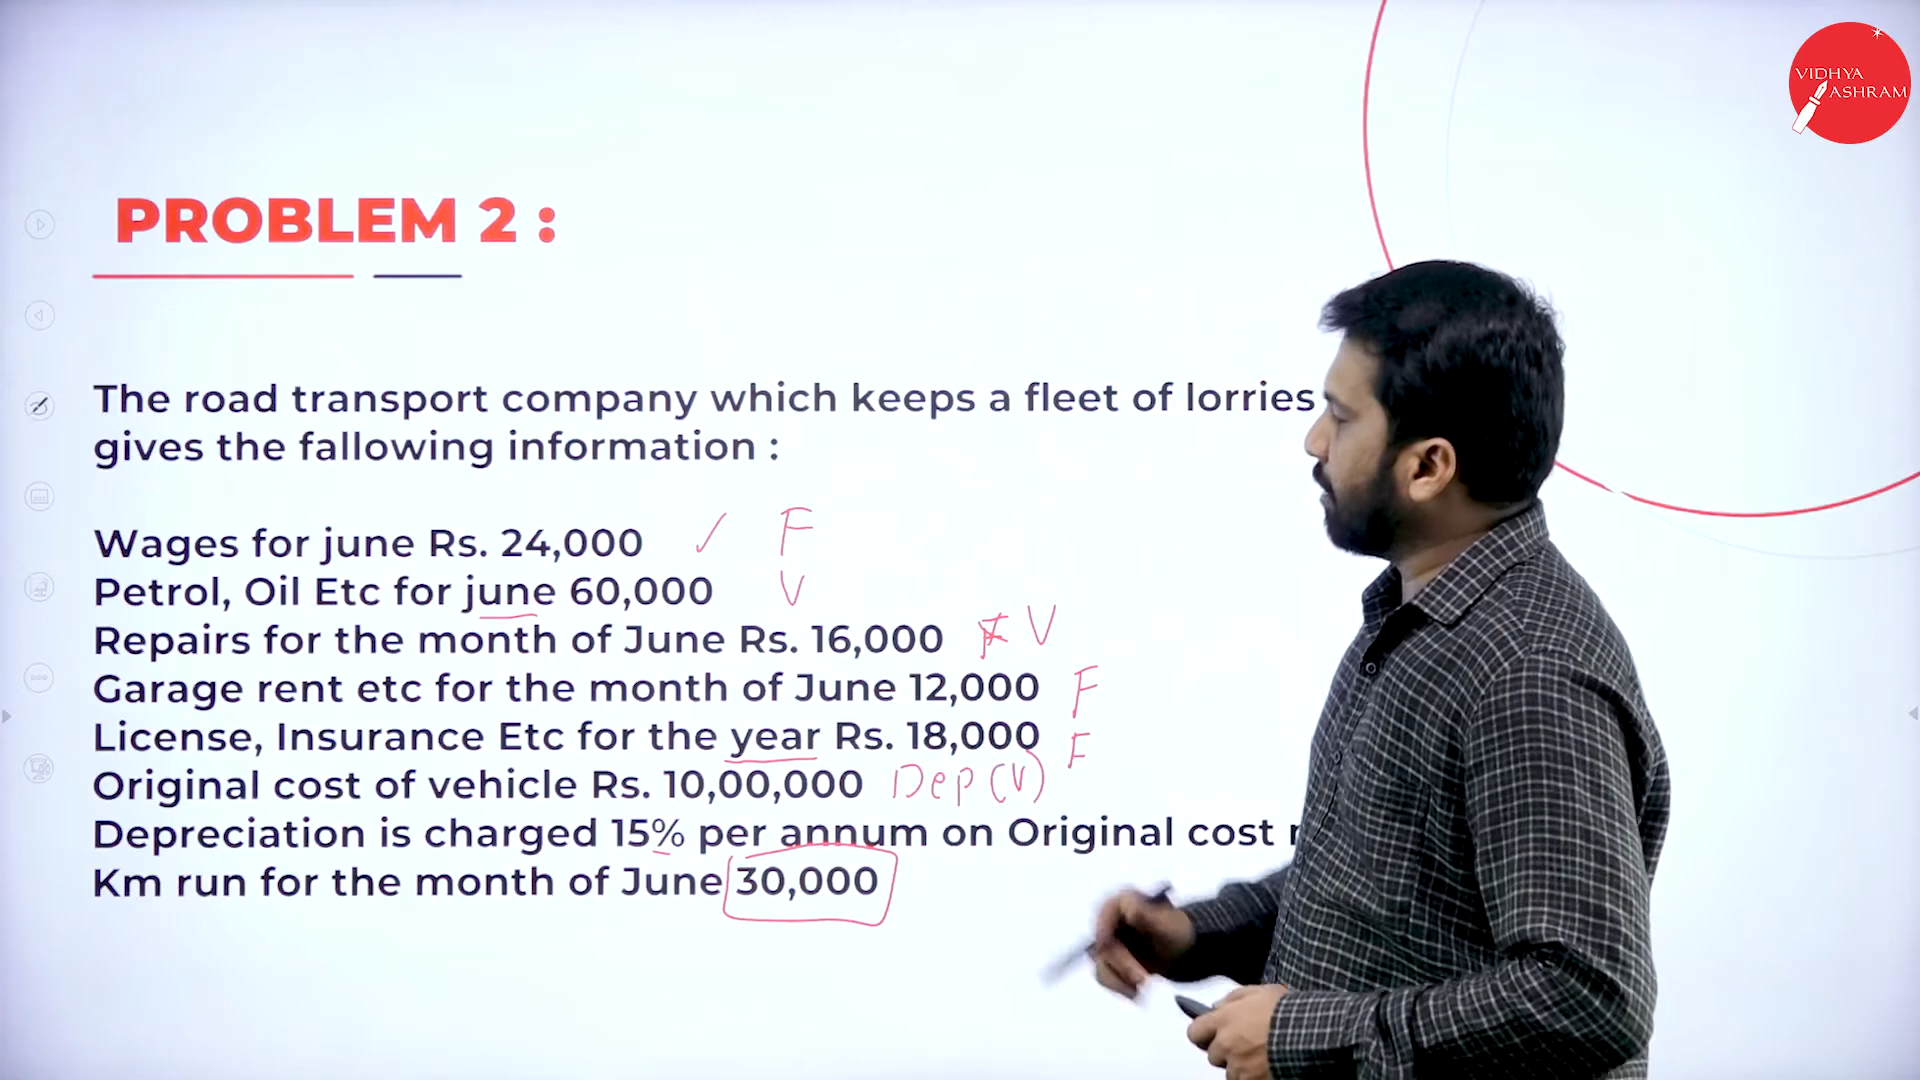 VIDHYA
ASHRAM
PROBLEM 2 :
The road transport company which keeps a fleet of lorries
gives the fallowing information :
Wages for june Rs. 24,000 ✓ F
Petrol, Oil Etc for june 60,000 V
Repairs for the month of June Rs. 16,000 V
Garage rent etc for the month of June 12,000 F
License, Insurance Etc for the year Rs. 18,000 F
Original cost of vehicle Rs. 10,00,000 Dep (V)
Depreciation is charged 15% per annum on Original cost
Km run for the month of June 30,000